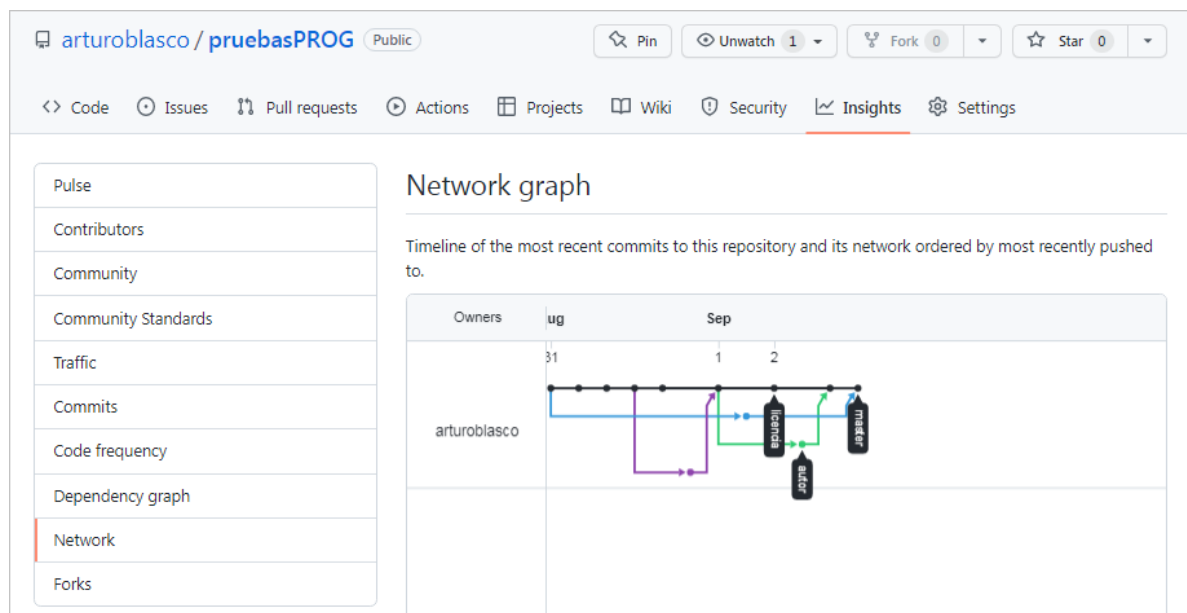 arturoblasco / pruebasPROG Public
Pin
Unwatch 1
Fork 0
Star 0
Code
Issues
Pull requests
Actions
Projects
Wiki
Security
Insights
Settings
Pulse
Contributors
Community
Community Standards
Traffic
Commits
Code frequency
Dependency graph
Network
Forks
Network graph
Timeline of the most recent commits to this repository and its network ordered by most recently pushed
to.
Owners
ug
Sep
31
1
2
arturoblasco
licencia
master
autor